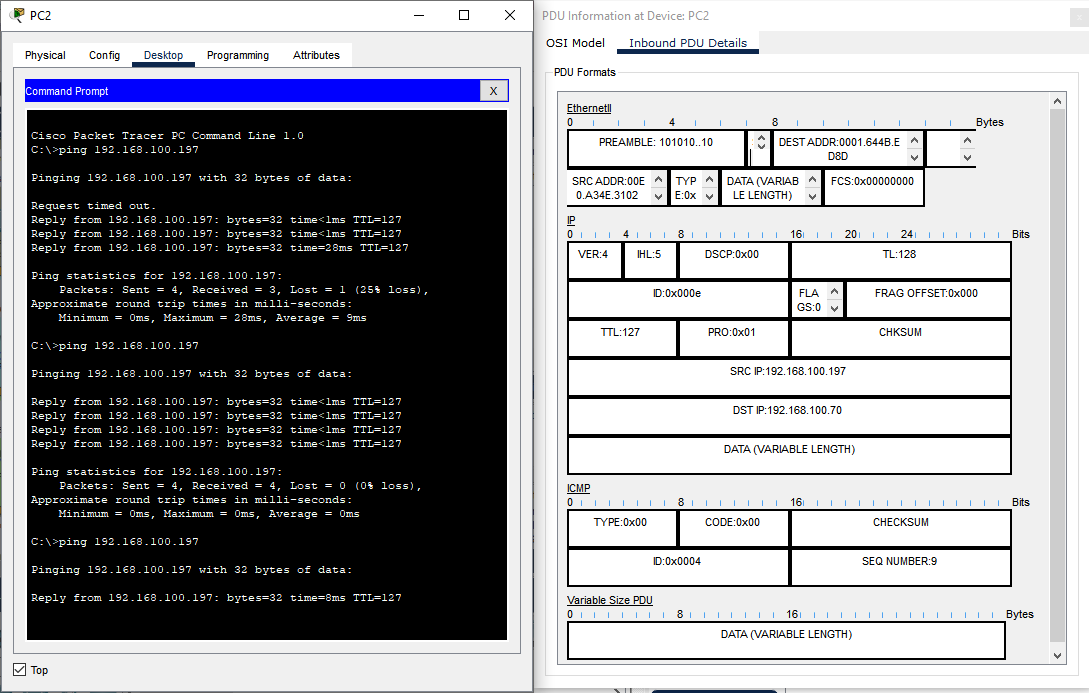 PC2
Physical Config Desktop Programming Attributes
Command Prompt X
Cisco Packet Tracer PC Command Line 1.0
C:\>ping 192.168.100.197
Pinging 192.168.100.197 with 32 bytes of data:
Request timed out.
Reply from 192.168.100.197: bytes=32 time<1ms TTL=127
Reply from 192.168.100.197: bytes=32 time<1ms TTL=127
Reply from 192.168.100.197: bytes=32 time=28ms TTL=127
Ping statistics for 192.168.100.197:
Packets: Sent = 4, Received = 3, Lost = 1 (25% loss),
Approximate round trip times in milli-seconds:
Minimum = 0ms, Maximum = 28ms, Average = 9ms
C:\>ping 192.168.100.197
Pinging 192.168.100.197 with 32 bytes of data:
Reply from 192.168.100.197: bytes=32 time<1ms TTL=127
Reply from 192.168.100.197: bytes=32 time<1ms TTL=127
Reply from 192.168.100.197: bytes=32 time<1ms TTL=127
Reply from 192.168.100.197: bytes=32 time<1ms TTL=127
Ping statistics for 192.168.100.197:
Packets: Sent = 4, Received = 4, Lost = 0 (0% loss),
Approximate round trip times in milli-seconds:
Minimum = 0ms, Maximum = 0ms, Average = 0ms
C:\>ping 192.168.100.197
Pinging 192.168.100.197 with 32 bytes of data:
Reply from 192.168.100.197: bytes=32 time=8ms TTL=127
Top
PDU Information at Device: PC2
OSI Model Inbound PDU Details
PDU Formats
EthernetII
0 4 8 Bytes
PREAMBLE: 101010..10 DEST ADDR:0001.644B.E
D8D
SRC ADDR:00E TYP DATA (VARIAB FCS:0x00000000
0.A34E.3102 E:0x LE LENGTH)
IP
0 4 8 16 20 24 Bits
VER:4 IHL:5 DSCP:0x00 TL:128
ID:0x000e FLA FRAG OFFSET:0x000
GS:0
TTL:127 PRO:0x01 CHKSUM
SRC IP:192.168.100.197
DST IP:192.168.100.70
DATA (VARIABLE LENGTH)
ICMP
0 8 16 Bits
TYPE:0x00 CODE:0x00 CHECKSUM
ID:0x0004 SEQ NUMBER:9
Variable Size PDU
0 8 16 Bytes
DATA (VARIABLE LENGTH)